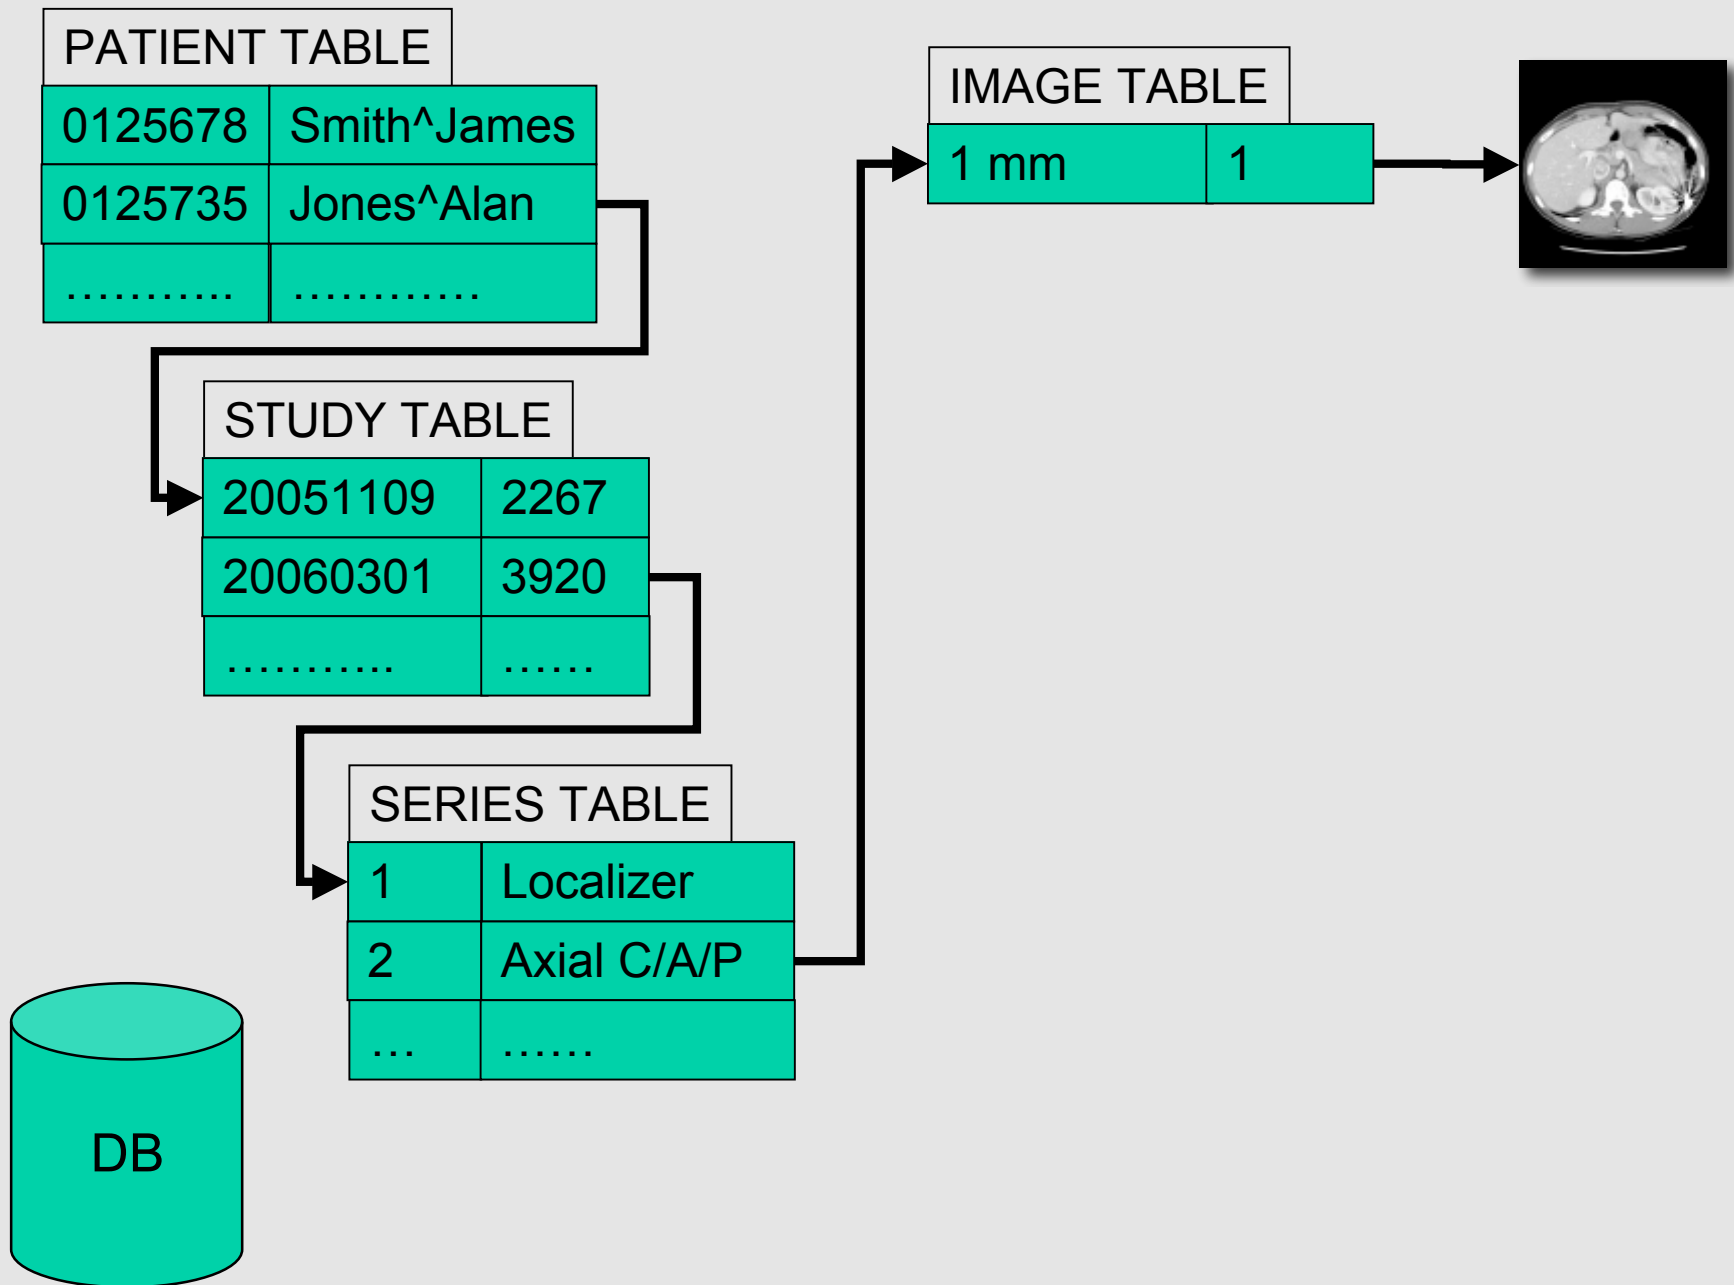 PATIENT TABLE
0125678 Smith^James
0125735 Jones^Alan
........... ............
STUDY TABLE
20051109 2267
20060301 3920
........... ......
SERIES TABLE
1 Localizer
2 Axial C/A/P
... ......
IMAGE TABLE
1 mm 1
DB